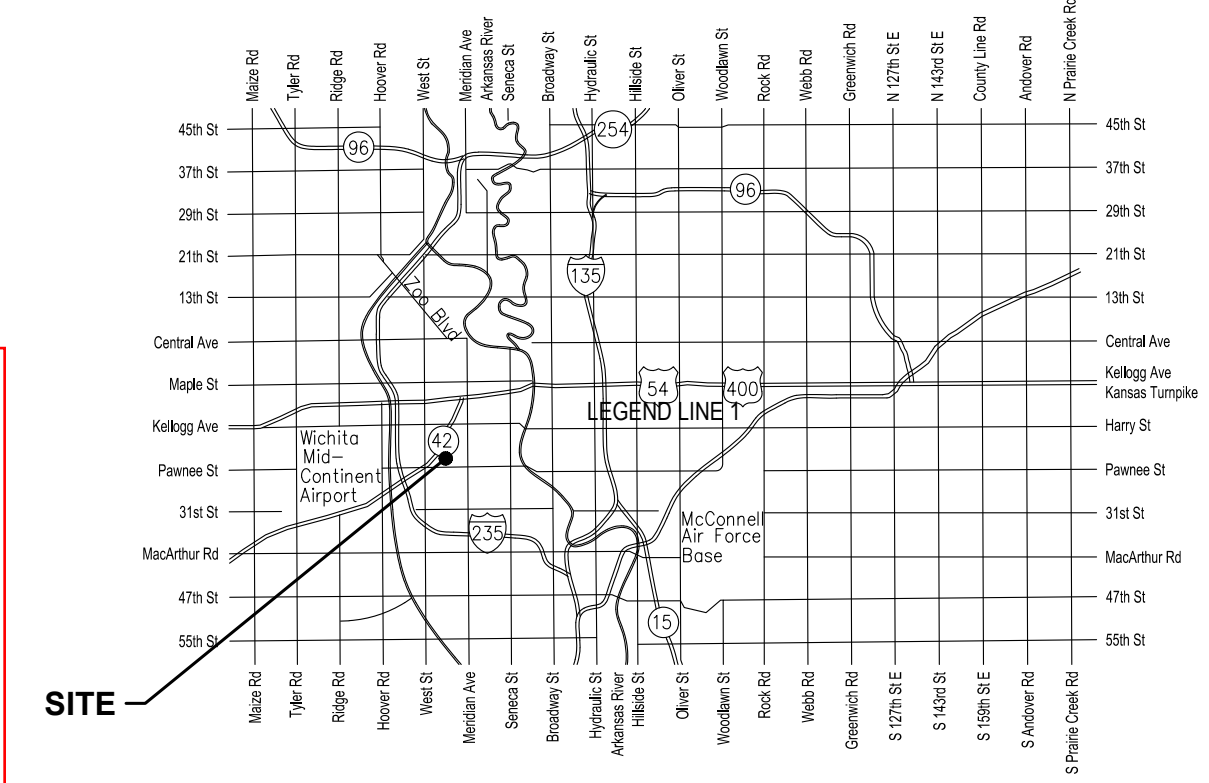 Maize Rd
Tyler Rd
Ridge Rd
Hoover Rd
West St
Meridian Ave
Arkansas River
Seneca St
Broadway St
Hydraulic St
Hillside St
Oliver St
Woodlawn St
Rock Rd
Webb Rd
Greenwich Rd
N 127th St E
N 143rd St E
County Line Rd
Andover Rd
N Prairie Creek Rd
45th St
37th St
29th St
21th St
13th St
Central Ave
Maple St
Kellogg Ave
Pawnee St
31st St
MacArthur Rd
47th St
55th St
96
254
96
135
Zoo Blvd
54
400
LEGEND LINE 1
42
Wichita
Mid-
Continent
Airport
235
McConnell
Air Force
Base
15
45th St
37th St
29th St
21th St
13th St
Central Ave
Kellogg Ave
Kansas Turnpike
Harry St
Pawnee St
31st St
MacArthur Rd
47th St
55th St
SITE
Maize Rd
Tyler Rd
Ridge Rd
Hoover Rd
West St
Meridian Ave
Seneca St
Broadway St
Hydraulic St
Arkansas River
Hillside St
Oliver St
Woodlawn St
Rock Rd
Webb Rd
Greenwich Rd
S 127th St E
S 143rd St
S 159th St E
S Andover Rd
S Prairie Creek Rd